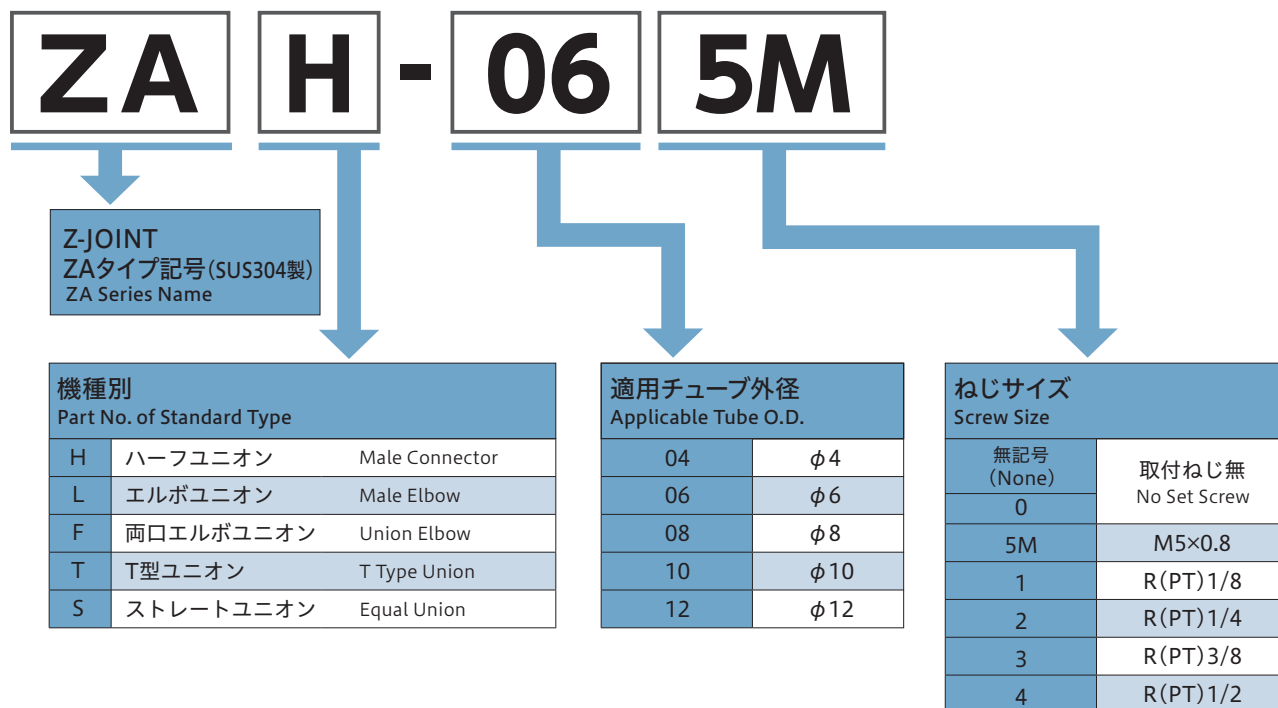 ZA H - 06 5M
Z-JOINT
ZAタイプ記号(SUS304製)
ZA Series Name
機種別
Part No. of Standard Type
H ハーフユニオン Male Connector
L エルボユニオン Male Elbow
F 両口エルボユニオン Union Elbow
T T型ユニオン T Type Union
S ストレートユニオン Equal Union
適用チューブ外径
Applicable Tube O.D.
04 φ4
06 φ6
08 φ8
10 φ10
12 φ12
ねじサイズ
Screw Size
無記号
(None)
0
取付ねじ無
No Set Screw
5M M5×0.8
1 R(PT)1/8
2 R(PT)1/4
3 R(PT)3/8
4 R(PT)1/2